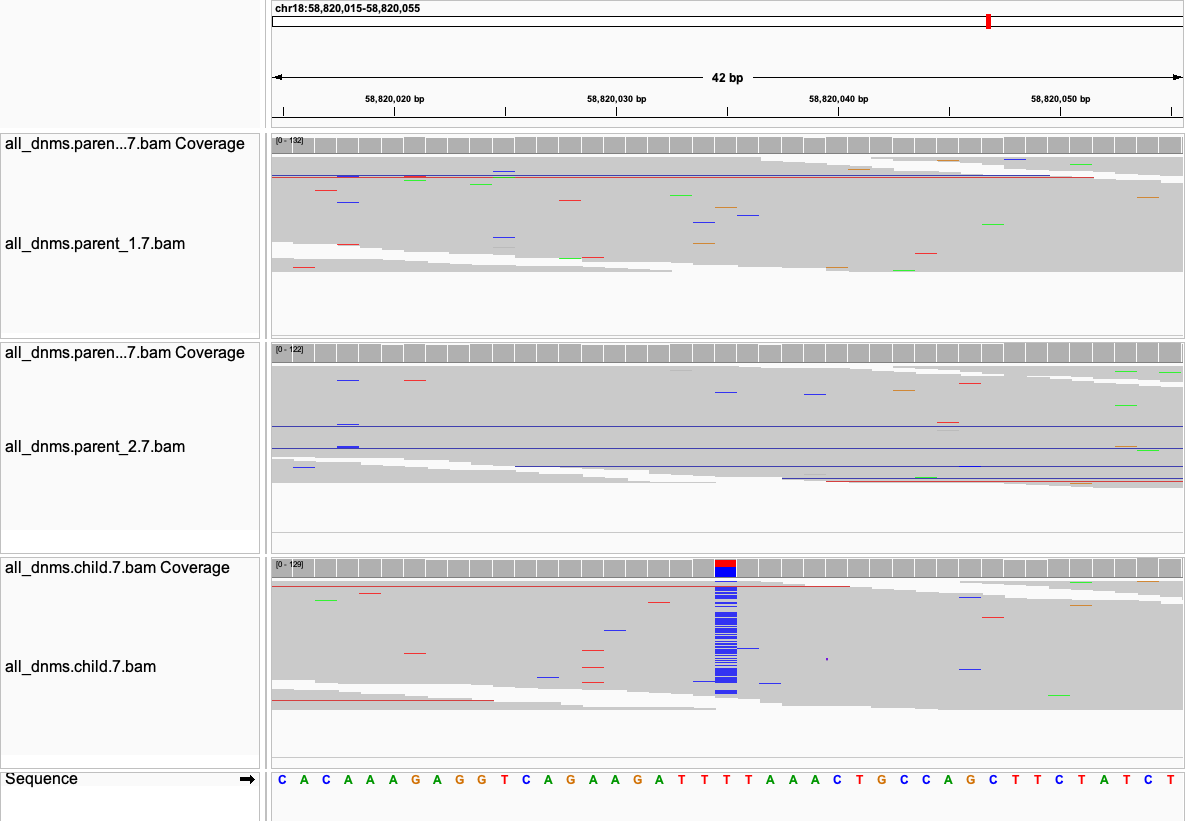 chr18:58,820,015-58,820,055
42 bp
58,820,020 bp 58,820,030 bp 58,820,040 bp 58,820,050 bp
all_dnms.paren...7.bam Coverage
[0 - 132]
all_dnms.parent_1.7.bam
all_dnms.paren...7.bam Coverage
[0 - 122]
all_dnms.parent_2.7.bam
all_dnms.child.7.bam Coverage
[0 - 129]
all_dnms.child.7.bam
Sequence
C A C A A A G A G G T C A G A A G A T T T T A A A C T G C C A G C T T C T A T C T